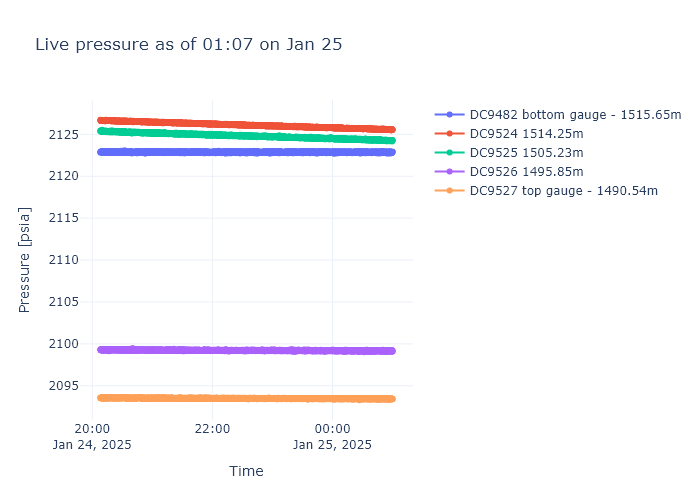 Live pressure as of 01:07 on Jan 25
DC9482 bottom gauge - 1515.65m
DC9524 1514.25m
DC9525 1505.23m
DC9526 1495.85m
DC9527 top gauge - 1490.54m
Pressure [psia]
2125
2120
2115
2110
2105
2100
2095
20:00
Jan 24, 2025
22:00
00:00
Jan 25, 2025
Time